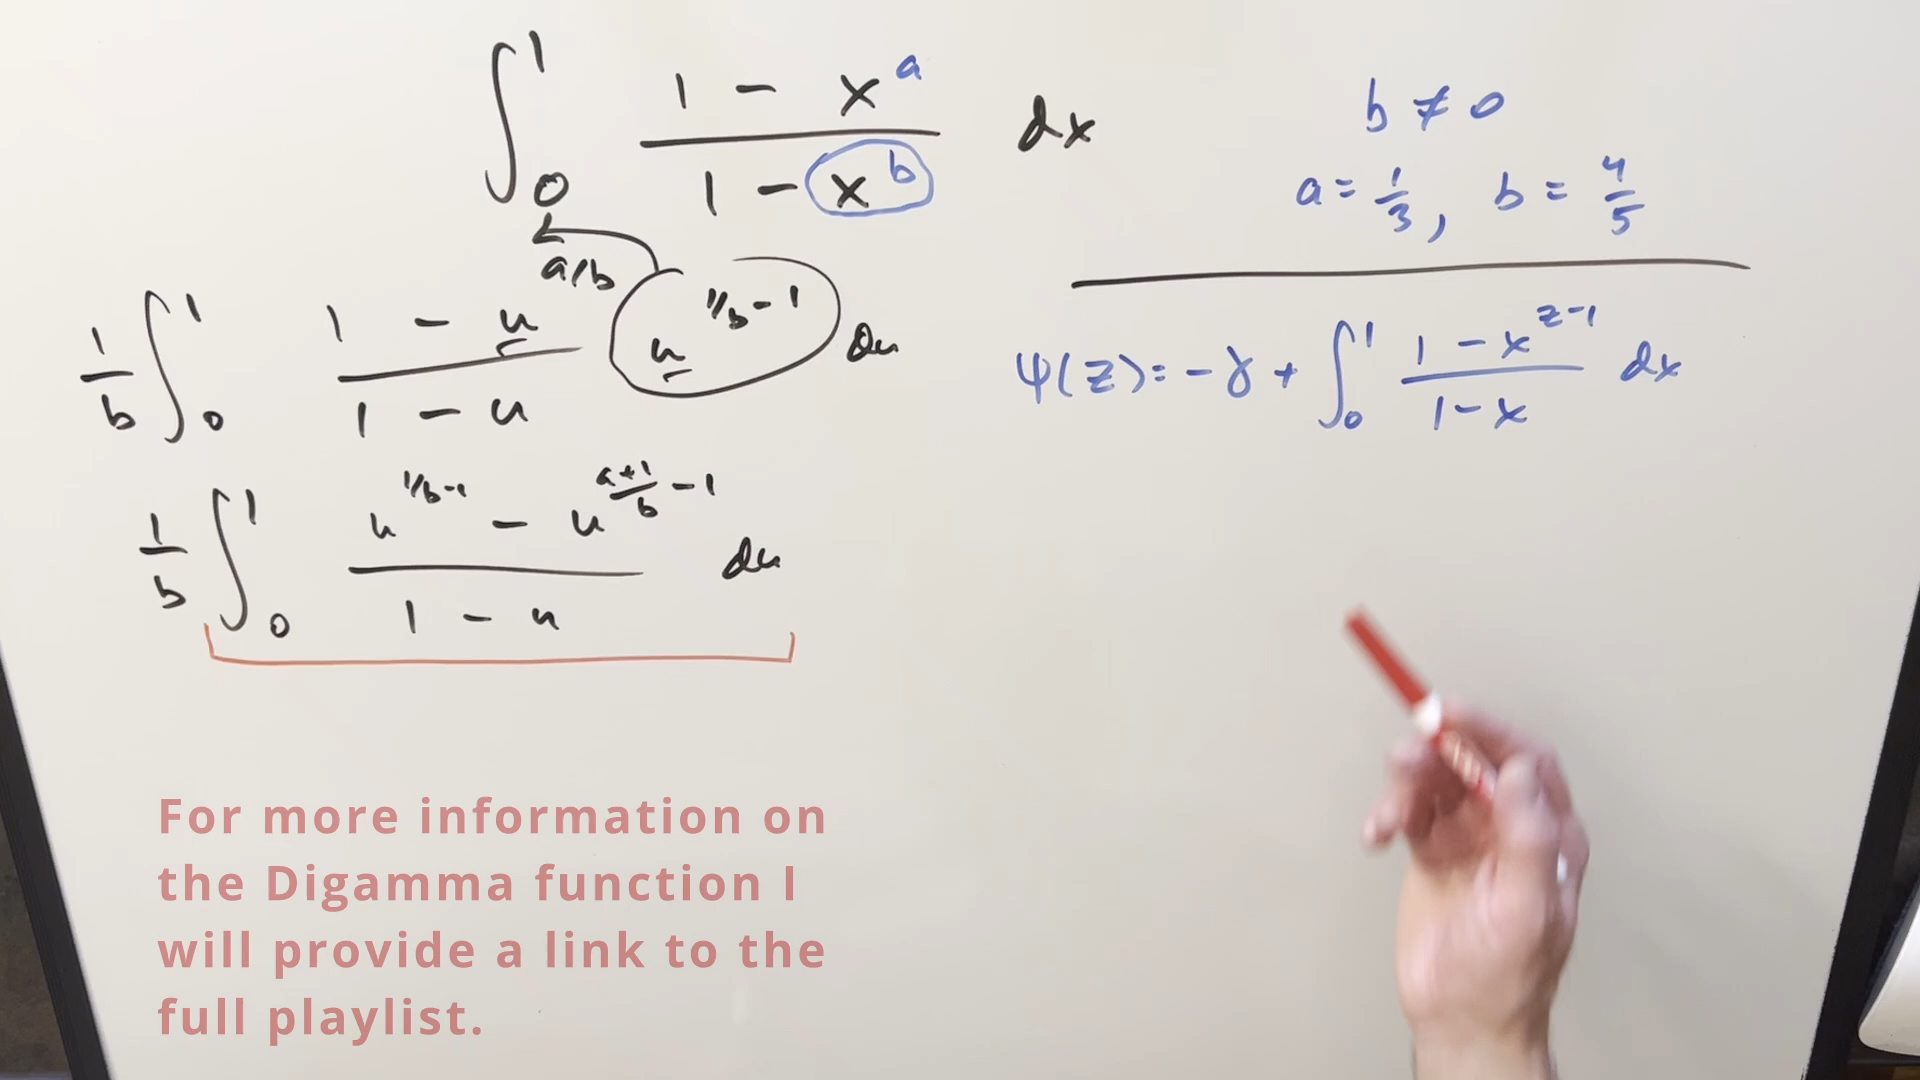 ∫₀¹ (1 - x^a)/(1 - x^b) dx
b ≠ 0
a = 1/3, b = 4/5
1/b ∫₀¹ (1 - u^(a/b))/(1 - u) u^(1/b - 1) du
ψ(z) = -γ + ∫₀¹ (1 - x^(z-1))/(1 - x) dx
1/b ∫₀¹ (u^(1/b - 1) - u^((a+1)/b - 1))/(1 - u) du
For more information on
the Digamma function I
will provide a link to the
full playlist.